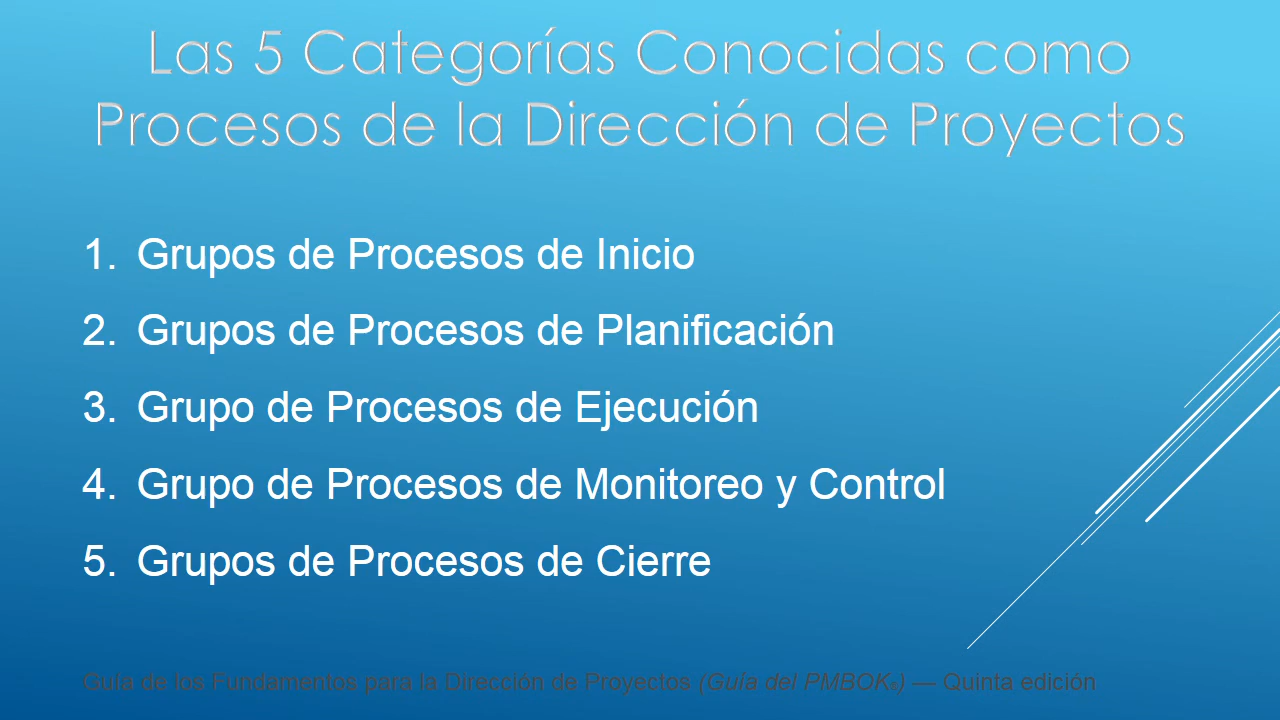 Las 5 Categorías Conocidas como
Procesos de la Dirección de Proyectos
1. Grupos de Procesos de Inicio
2. Grupos de Procesos de Planificación
3. Grupo de Procesos de Ejecución
4. Grupo de Procesos de Monitoreo y Control
5. Grupos de Procesos de Cierre
Guía de los Fundamentos para la Dirección de Proyectos (Guía del PMBOK®) — Quinta edición